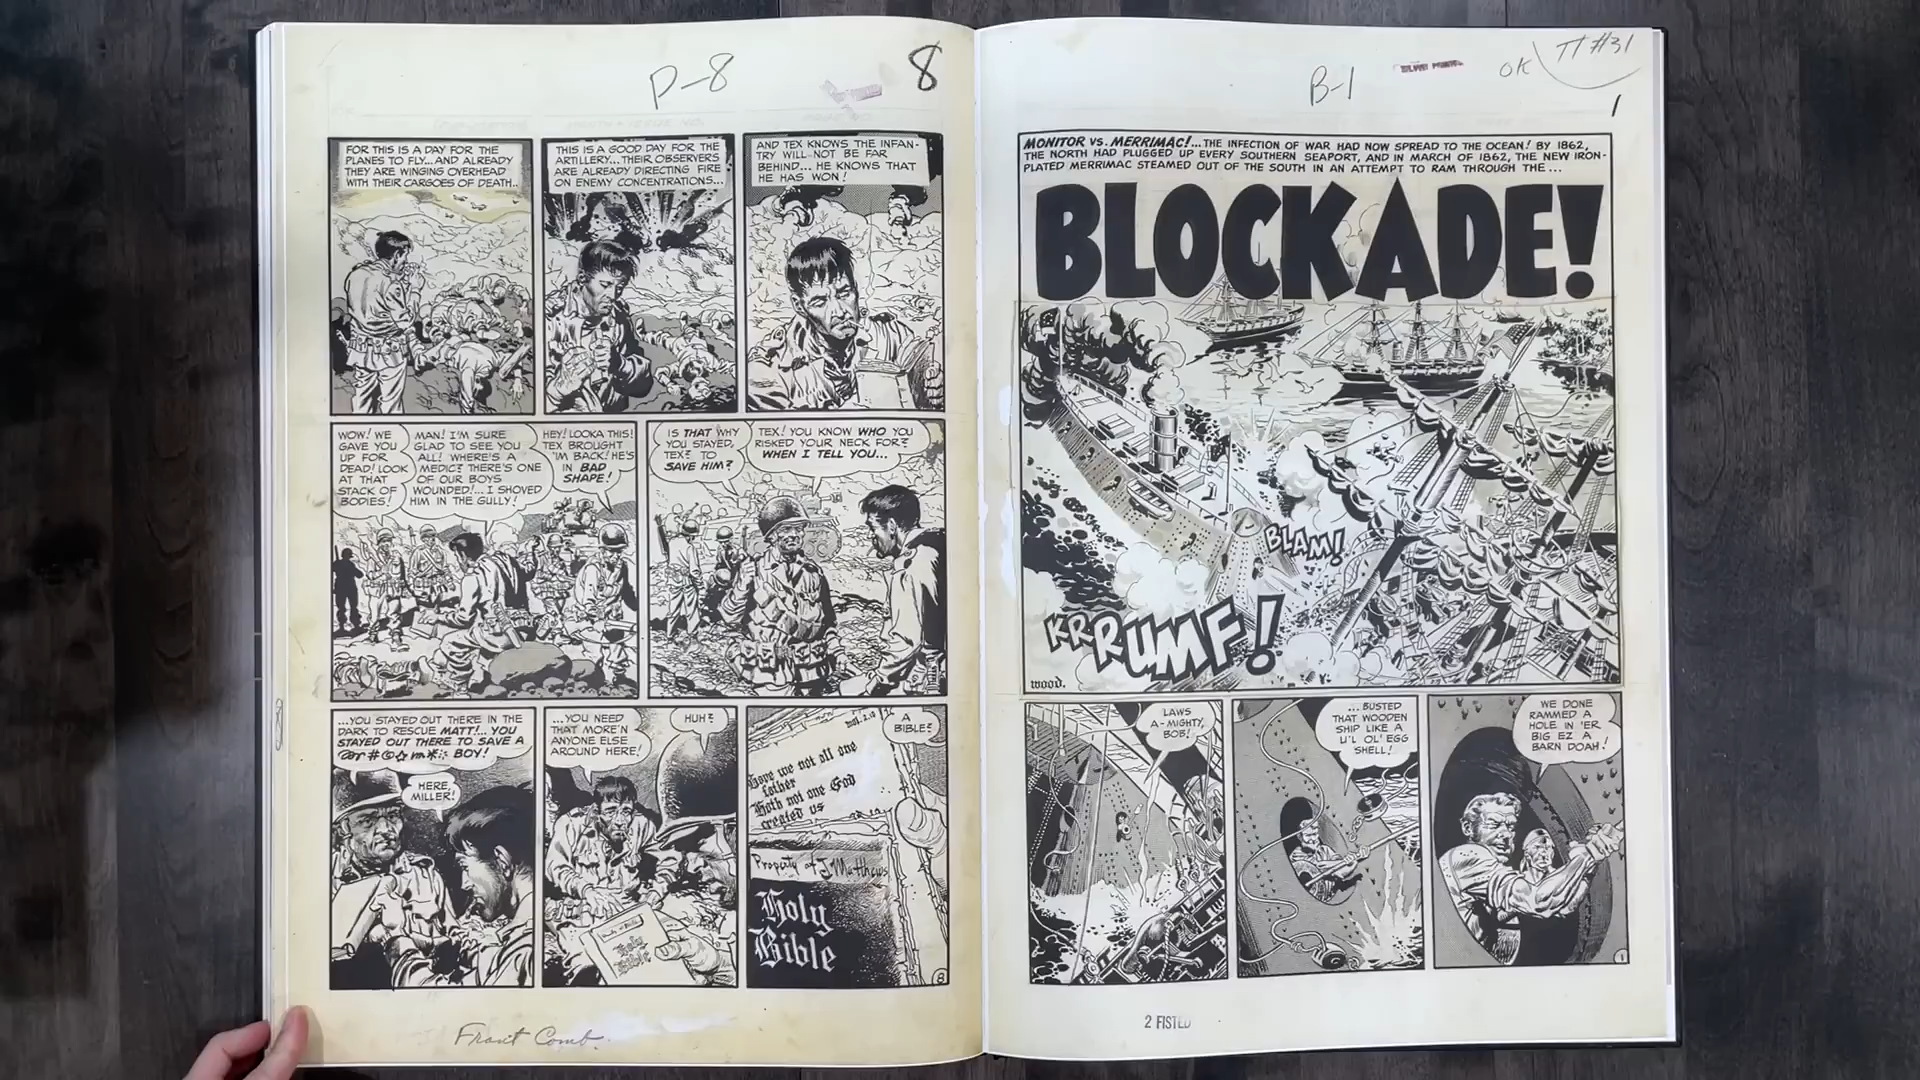 P-8
8
FOR THIS IS A DAY FOR THE
PLANES TO FLY... AND ALREADY
THEY ARE WINGING OVERHEAD
WITH THEIR CARGOES OF DEATH..
THIS IS A GOOD DAY FOR THE
ARTILLERY... THEIR OBSERVERS
ARE ALREADY DIRECTING FIRE
ON ENEMY CONCENTRATIONS...
AND TEX KNOWS THE INFAN-
TRY WILL NOT BE FAR
BEHIND... HE KNOWS THAT
HE HAS WON!
WOW! WE
GAVE YOU
UP FOR
DEAD! LOOK
AT THAT
STACK OF
BODIES!
MAN! I'M SURE
GLAD TO SEE YOU
ALL! WHERE'S A
MEDIC? THERE'S ONE
OF OUR BOYS
WOUNDED!... I SHOVED
HIM IN THE GULLY!
HEY! LOOKA THIS!
TEX BROUGHT
'IM BACK! HE'S
IN BAD
SHAPE!
IS THAT WHY
YOU STAYED,
TEX? TO
SAVE HIM?
TEX! YOU KNOW WHO YOU
RISKED YOUR NECK FOR?
WHEN I TELL YOU...
...YOU STAYED OUT THERE IN THE
DARK TO RESCUE MATT!... YOU
STAYED OUT THERE TO SAVE A
BOY!
HERE,
MILLER!
...YOU NEED
THAT MORE'N
ANYONE ELSE
AROUND HERE!
HUH?
Holy
Bible
A
BIBLE?
Mal. 2.10
Have we not all one
father
Hath not one God
created us
Property of J. Matthews
Holy
Bible
8
Front Comb.
B-1
OK
TT #31
1
MONITOR VS. MERRIMAC!... THE INFECTION OF WAR HAD NOW SPREAD TO THE OCEAN! BY 1862,
THE NORTH HAD PLUGGED UP EVERY SOUTHERN SEAPORT, AND IN MARCH OF 1862, THE NEW IRON-
PLATED MERRIMAC STEAMED OUT OF THE SOUTH IN AN ATTEMPT TO RAM THROUGH THE...
BLOCKADE!
BLAM!
KRRRUMF!
wood.
LAWS
A-MIGHTY,
BOB!
...BUSTED
THAT WOODEN
SHIP LIKE A
LI'L OL' EGG
SHELL!
WE DONE
RAMMED A
HOLE IN 'ER
BIG EZ A
BARN DOAH!
1
2 FISTED